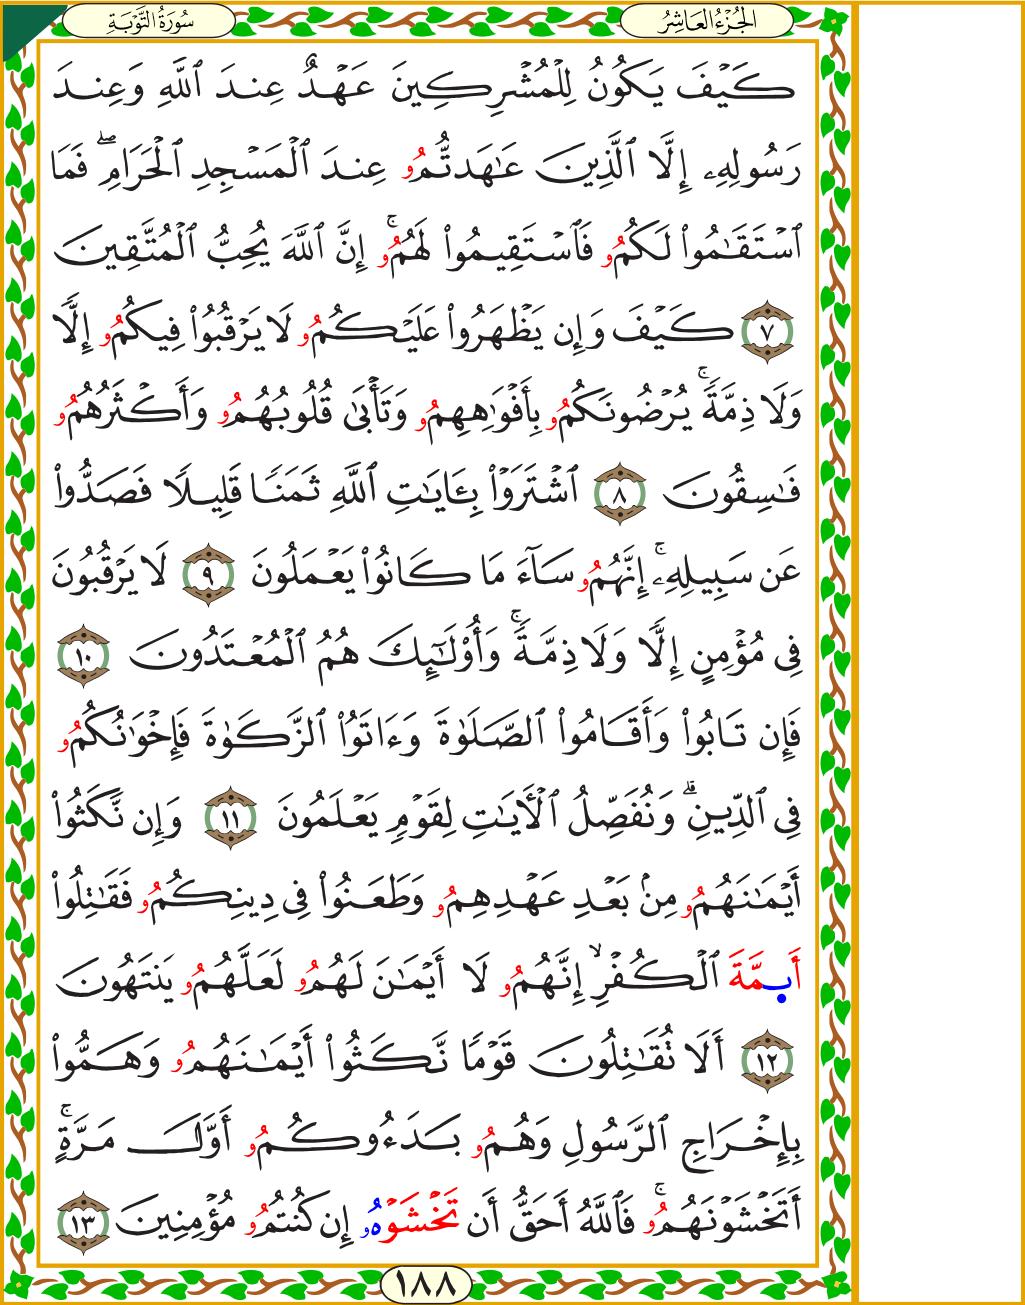 الجُزْءُ العَاشِرُ
سُورَةُ التَّوْبَةِ
كَيْفَ يَكُونُ لِلْمُشْرِكِينَ عَهْدٌ عِندَ ٱللَّهِ وَعِندَ
رَسُولِهِۦ إِلَّا ٱلَّذِينَ عَٰهَدتُّمُۥ عِندَ ٱلْمَسْجِدِ ٱلْحَرَامِ ۖ فَمَا
ٱسْتَقَٰمُوا۟ لَكُمُۥ فَٱسْتَقِيمُوا۟ لَهُمُۥ ۚ إِنَّ ٱللَّهَ يُحِبُّ ٱلْمُتَّقِينَ
٧ كَيْفَ وَإِن يَظْهَرُوا۟ عَلَيْكُمُۥ لَا يَرْقُبُوا۟ فِيكُمُۥ إِلًّا
وَلَا ذِمَّةً ۚ يُرْضُونَكُمُۥ بِأَفْوَٰهِهِمُۥ وَتَأْبَىٰ قُلُوبُهُمُۥ وَأَكْثَرُهُمُۥ
فَٰسِقُونَ ٨ ٱشْتَرَوْا۟ بِـَٔايَٰتِ ٱللَّهِ ثَمَنًا قَلِيلًا فَصَدُّوا۟
عَن سَبِيلِهِۦٓ ۚ إِنَّهُمُۥ سَآءَ مَا كَانُوا۟ يَعْمَلُونَ ٩ لَا يَرْقُبُونَ
فِى مُؤْمِنٍ إِلًّا وَلَا ذِمَّةً ۚ وَأُو۟لَٰٓئِكَ هُمُ ٱلْمُعْتَدُونَ ١٠
فَإِن تَابُوا۟ وَأَقَامُوا۟ ٱلصَّلَوٰةَ وَءَاتَوُا۟ ٱلزَّكَوٰةَ فَإِخْوَٰنُكُمُۥ
فِى ٱلدِّينِ ۗ وَنُفَصِّلُ ٱلْأَيَٰتِ لِقَوْمٍ يَعْلَمُونَ ١١ وَإِن نَّكَثُوٓا۟
أَيْمَٰنَهُمُۥ مِنۢ بَعْدِ عَهْدِهِمُۥ وَطَعَنُوا۟ فِى دِينِكُمُۥ فَقَٰتِلُوٓا۟
أَىِٕمَّةَ ٱلْكُفْرِ ۙ إِنَّهُمُۥ لَآ أَيْمَٰنَ لَهُمُۥ لَعَلَّهُمُۥ يَنتَهُونَ
١٢ أَلَا تُقَٰتِلُونَ قَوْمًا نَّكَثُوٓا۟ أَيْمَٰنَهُمُۥ وَهَمُّوا۟
بِإِخْرَاجِ ٱلرَّسُولِ وَهُمُۥ بَدَءُوكُمُۥ أَوَّلَ مَرَّةٍ ۚ
أَتَخْشَوْنَهُمُۥ ۚ فَٱللَّهُ أَحَقُّ أَن تَخْشَوْهُۥ إِن كُنتُمُۥ مُؤْمِنِينَ ١٣
١٨٨